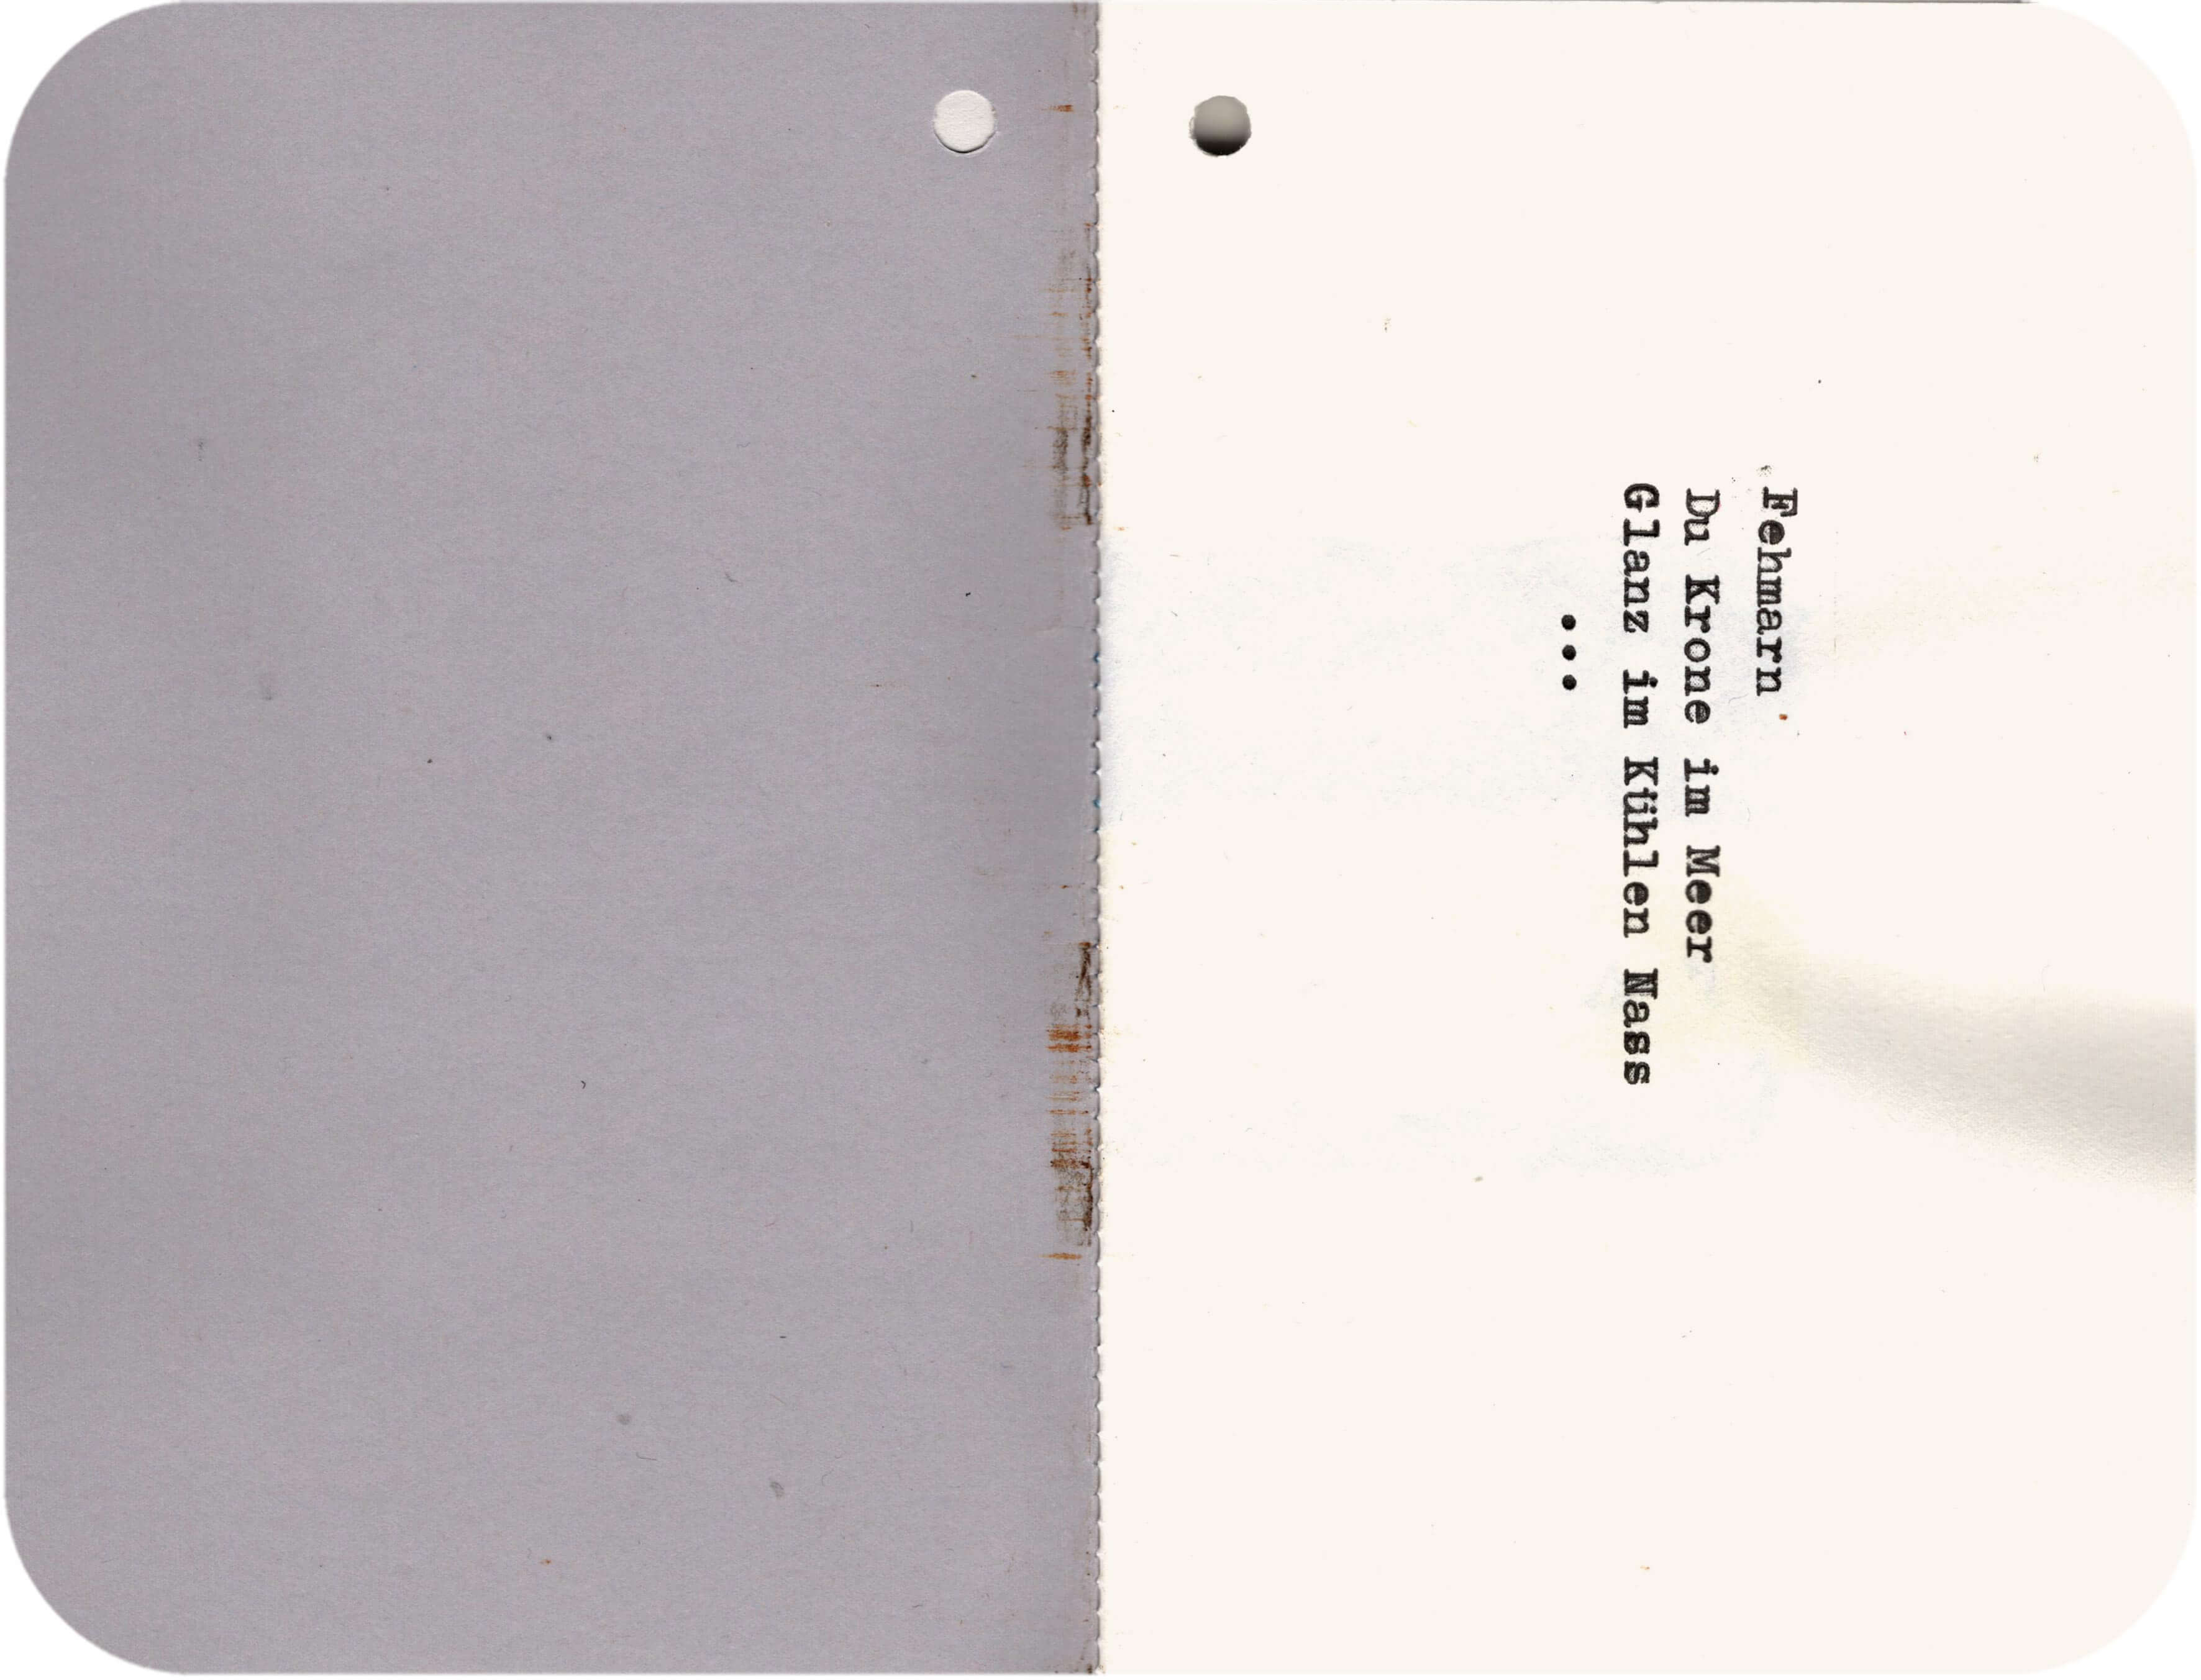 Fehmarn
Du Krone im Meer
Glanz im Kühlen Nass
...